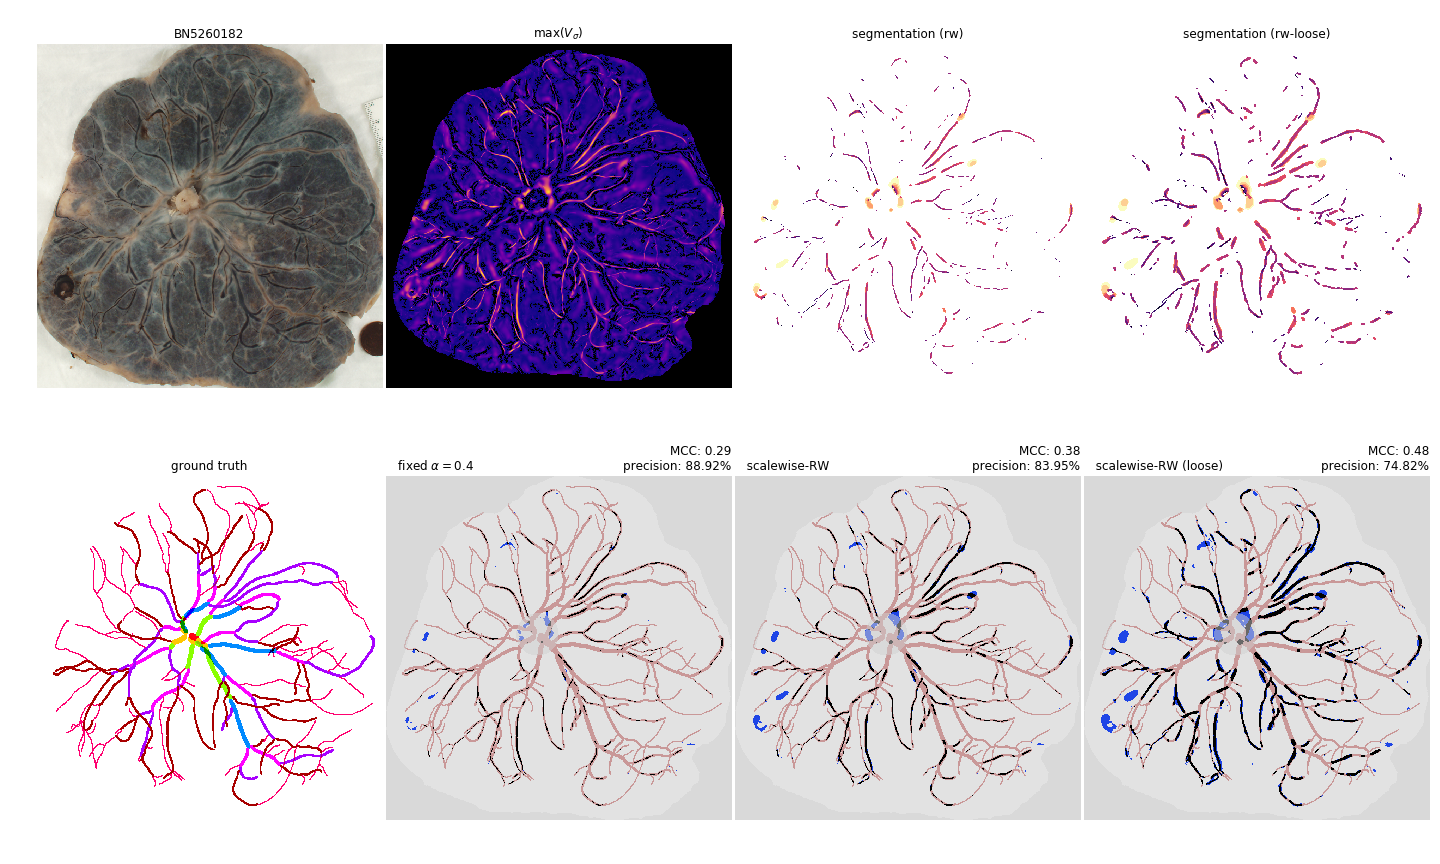 BN5260182
max(Vσ)
segmentation (rw)
segmentation (rw-loose)
ground truth
fixed α = 0.4
MCC: 0.29
precision: 88.92%
scalewise-RW
MCC: 0.38
precision: 83.95%
scalewise-RW (loose)
MCC: 0.48
precision: 74.82%